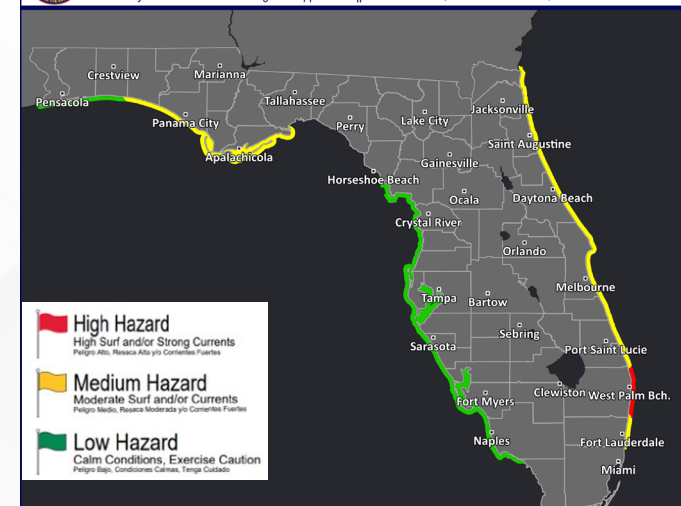 Crestview
Marianna
Pensacola
Tallahassee
Panama City
Apalachicola
Perry
Lake City
Jacksonville
Saint Augustine
Gainesville
Horseshoe Beach
Ocala
Daytona Beach
Crystal River
Orlando
Melbourne
Tampa
Bartow
Sebring
Sarasota
Port Saint Lucie
Clewiston
West Palm Bch.
Fort Myers
Naples
Fort Lauderdale
Miami
High Hazard
High Surf and/or Strong Currents
Peligro Alto, Resaca Alta y/o Corrientes Fuertes
Medium Hazard
Moderate Surf and/or Currents
Peligro Medio, Resaca Moderada y/o Corrientes Fuertes
Low Hazard
Calm Conditions, Exercise Caution
Peligro Bajo, Condiciones Calmas, Tenga Cuidado